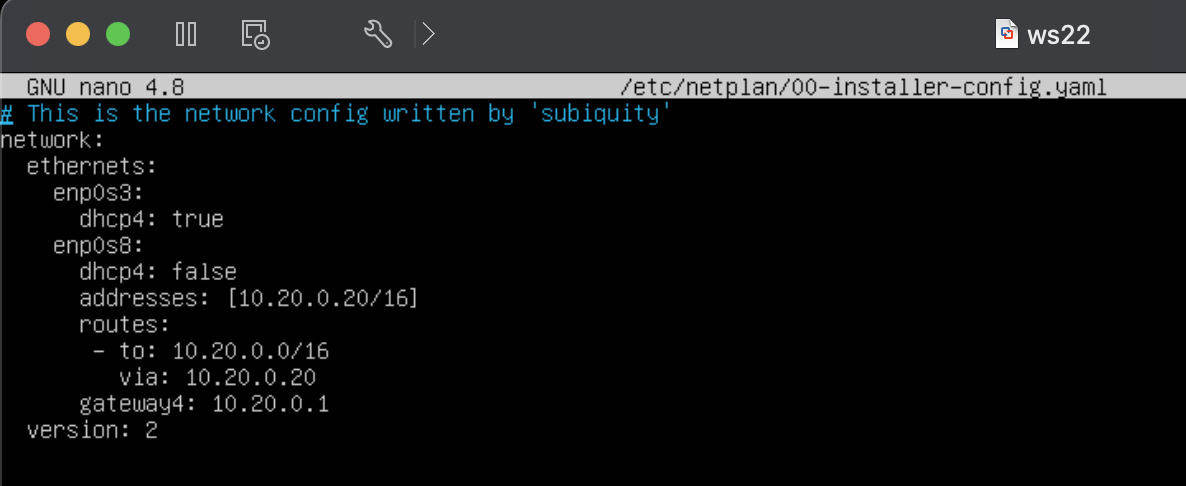 ws22
GNU nano 4.8 /etc/netplan/00-installer-config.yaml
# This is the network config written by 'subiquity'
network:
  ethernets:
    enp0s3:
      dhcp4: true
    enp0s8:
      dhcp4: false
      addresses: [10.20.0.20/16]
      routes:
       - to: 10.20.0.0/16
         via: 10.20.0.20
      gateway4: 10.20.0.1
  version: 2